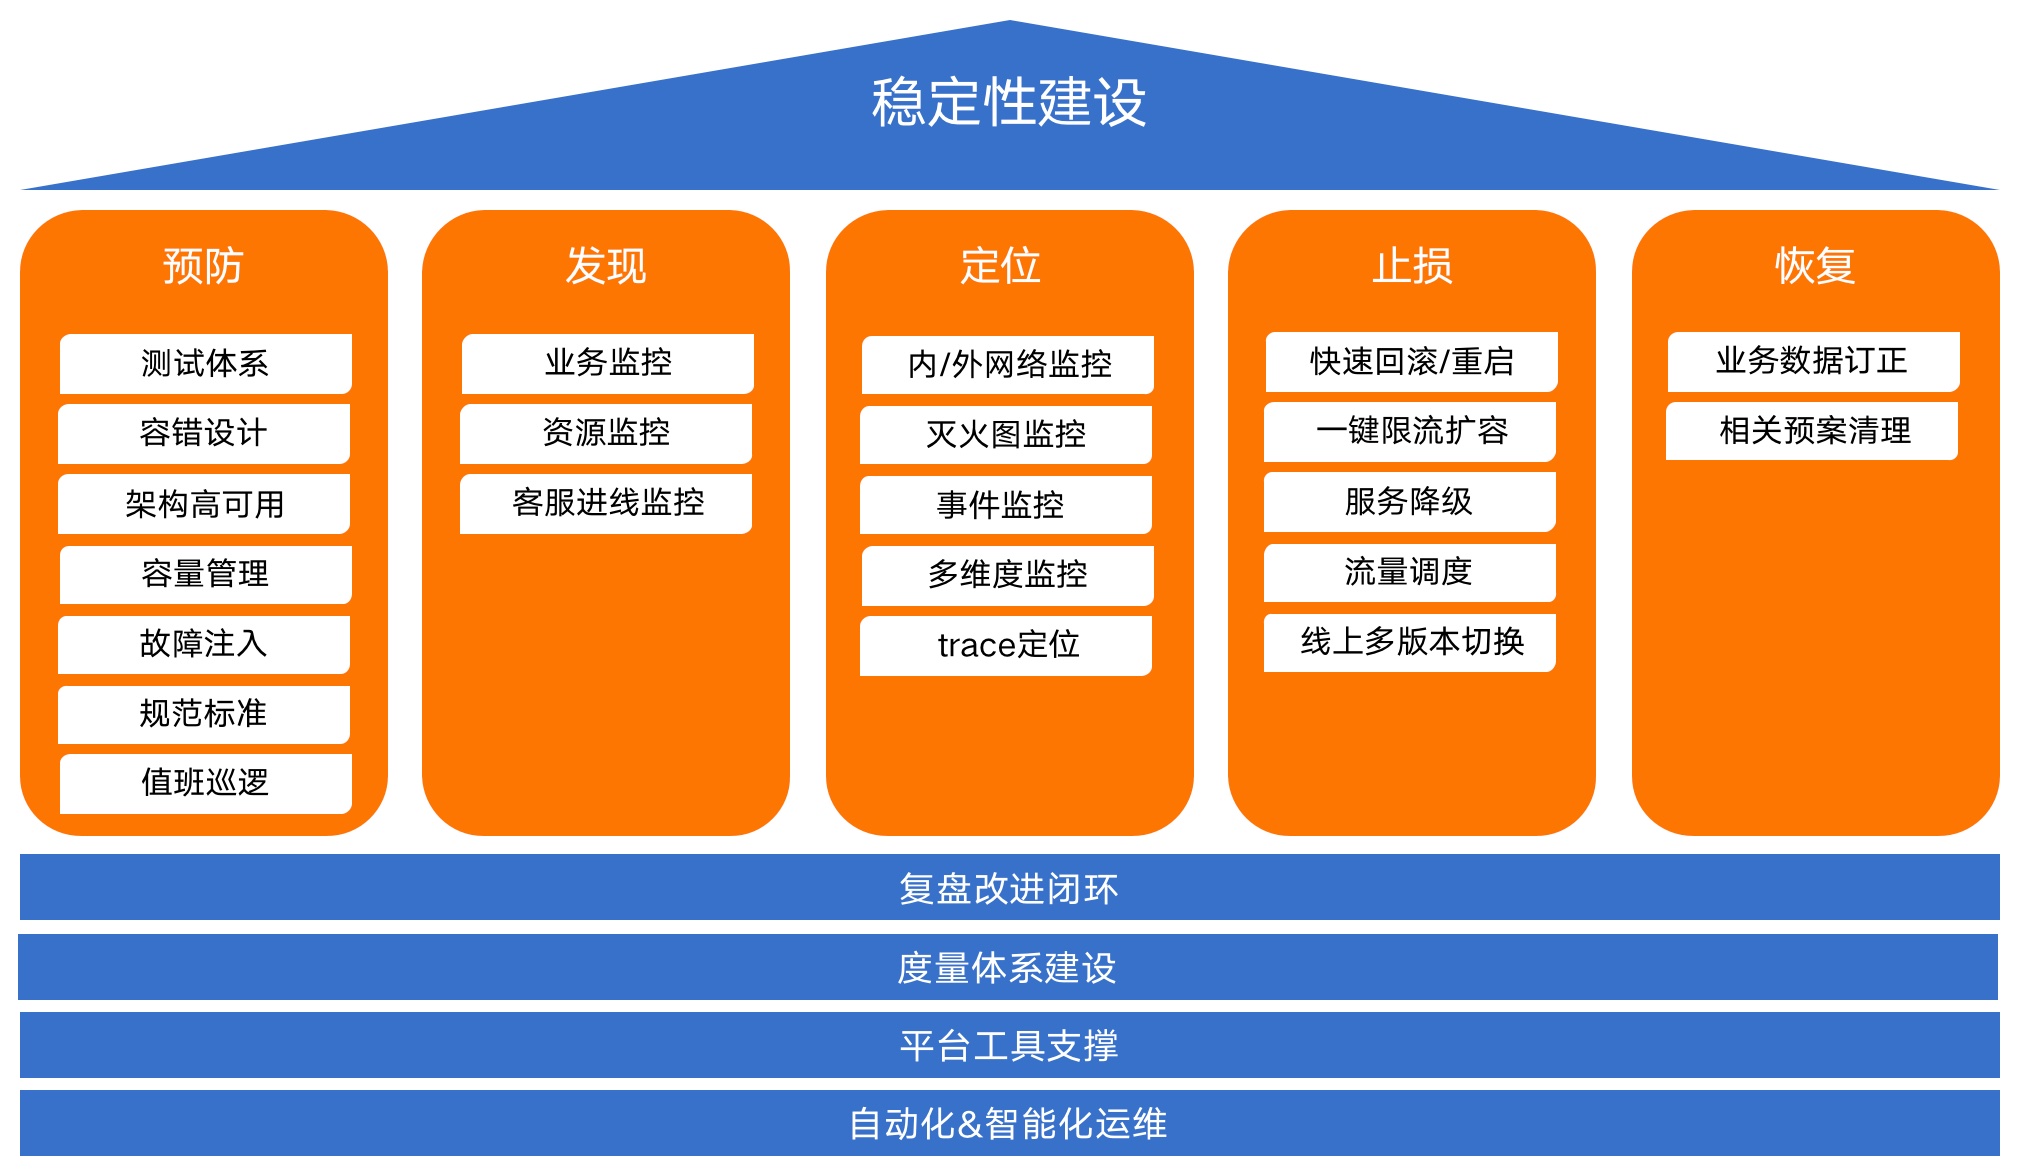 稳定性建设
预防
测试体系
容错设计
架构高可用
容量管理
故障注入
规范标准
值班巡逻
发现
业务监控
资源监控
客服进线监控
定位
内/外网络监控
灭火图监控
事件监控
多维度监控
trace定位
止损
快速回滚/重启
一键限流扩容
服务降级
流量调度
线上多版本切换
恢复
业务数据订正
相关预案清理
复盘改进闭环
度量体系建设
平台工具支撑
自动化&智能化运维